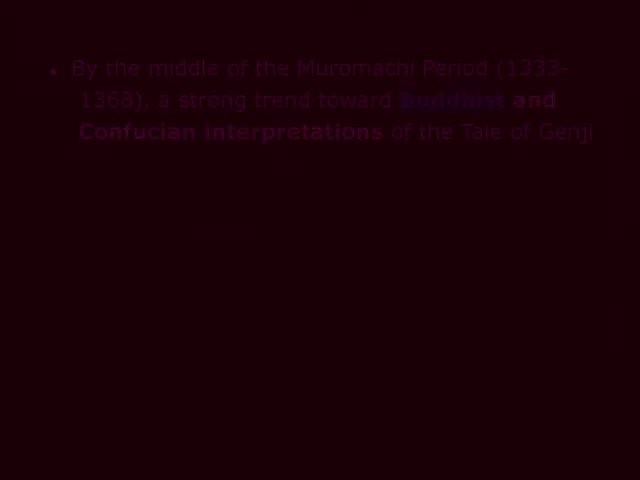 • By the middle of the Muromachi Period (1333-
1368), a strong trend toward Buddhist and
Confucian interpretations of the Tale of Genji